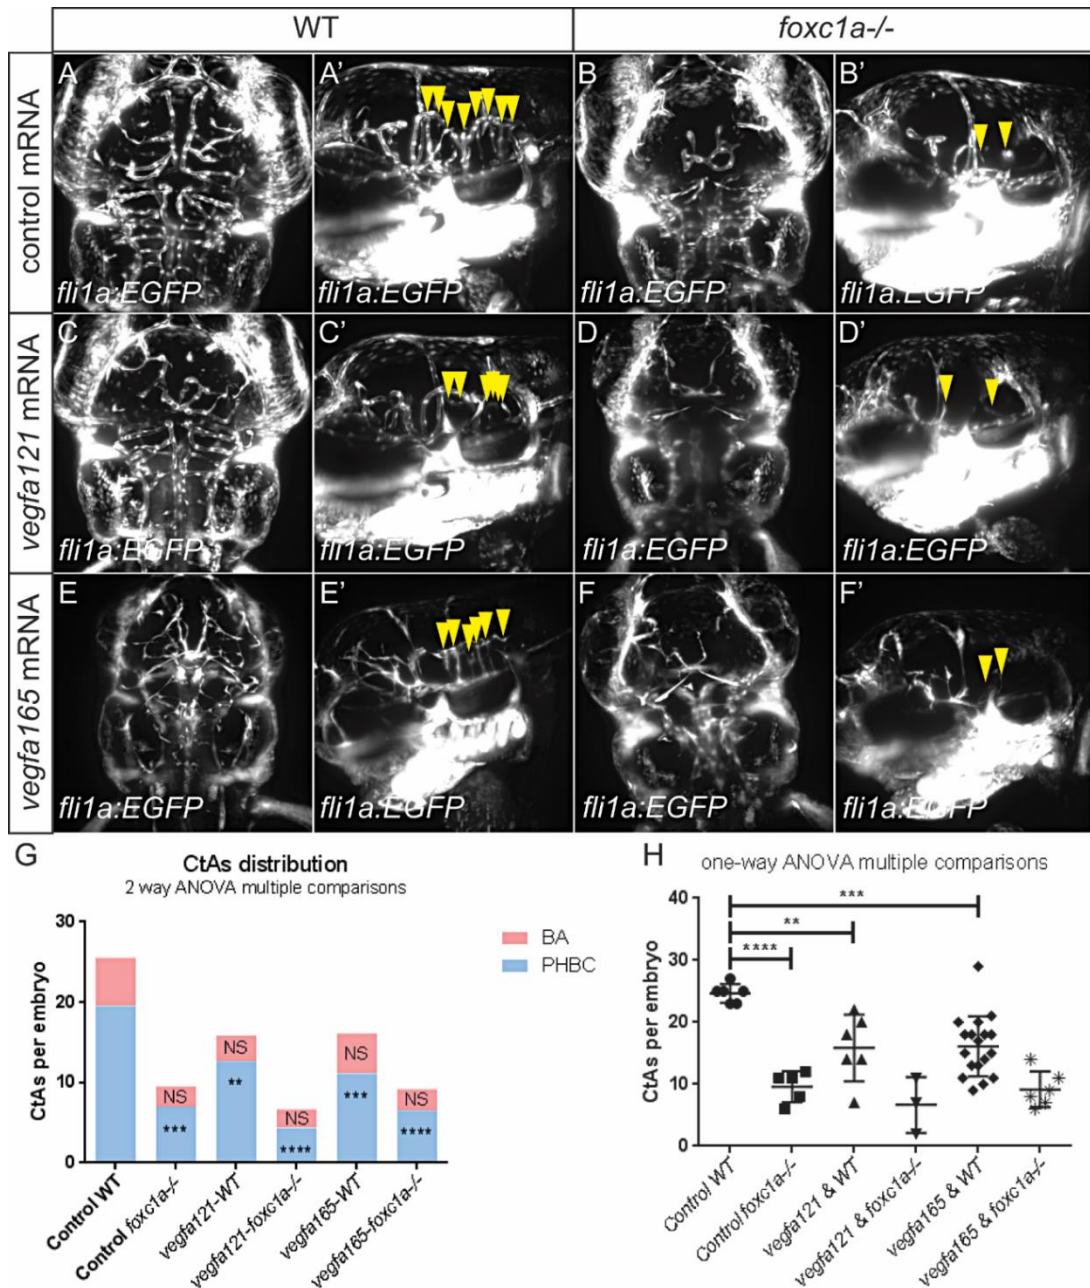 WT
foxc1a-/-
control mRNA
A
fli1a:EGFP
A’
fli1a:EGFP
B
fli1a:EGFP
B’
fli1a:EGFP
vegfa121 mRNA
C
fli1a:EGFP
C’
fli1a:EGFP
D
fli1a:EGFP
D’
fli1a:EGFP
vegfa165 mRNA
E
fli1a:EGFP
E’
fli1a:EGFP
F
fli1a:EGFP
F’
fli1a:EGFP
G
CtAs distribution
2 way ANOVA multiple comparisons
CtAs per embryo
30
20
10
0
NS
***
NS
**
NS
****
NS
***
NS
****
Control WT
Control foxc1a-/-
vegfa121-WT
vegfa121-foxc1a-/-
vegfa165-WT
vegfa165-foxc1a-/-
BA
PHBC
H
one-way ANOVA multiple comparisons
CtAs per embryo
40
30
20
10
0
***
**
****
Control WT
Control foxc1a-/-
vegfa121 & WT
vegfa121 & foxc1a-/-
vegfa165 & WT
vegfa165 & foxc1a-/-